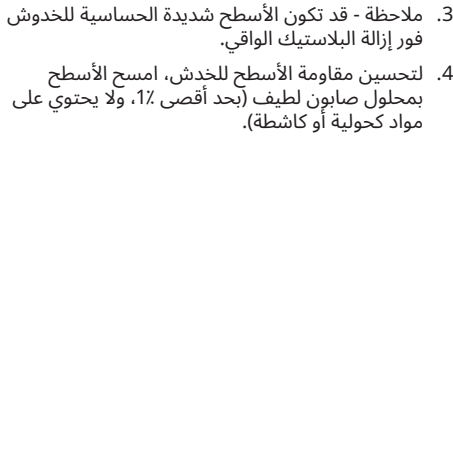 3. ملاحظة - قد تكون الأسطح شديدة الحساسية للخدوش
فور إزالة البلاستيك الواقي.
4. لتحسين مقاومة الأسطح للخدش، امسح الأسطح
بمحلول صابون لطيف (بحد أقصى 1٪، ولا يحتوي على
مواد كحولية أو كاشطة).